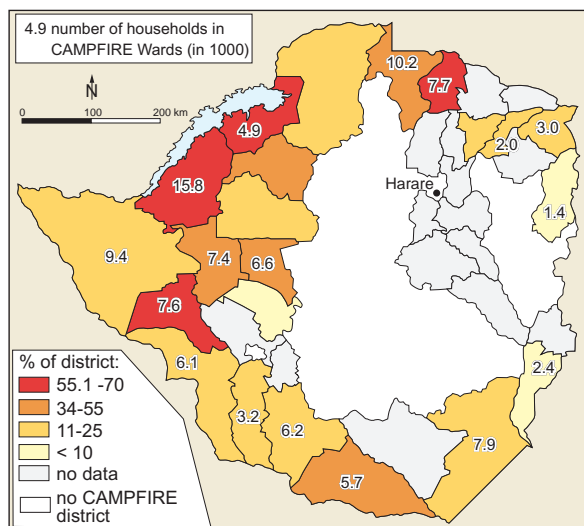 4.9 number of households in
CAMPFIRE Wards (in 1000)
N
0 100 200 km
10.2
7.7
4.9
3.0
2.0
15.8
Harare
1.4
9.4
7.4
6.6
7.6
6.1
2.4
3.2
6.2
7.9
5.7
% of district:
55.1 -70
34-55
11-25
< 10
no data
no CAMPFIRE
district